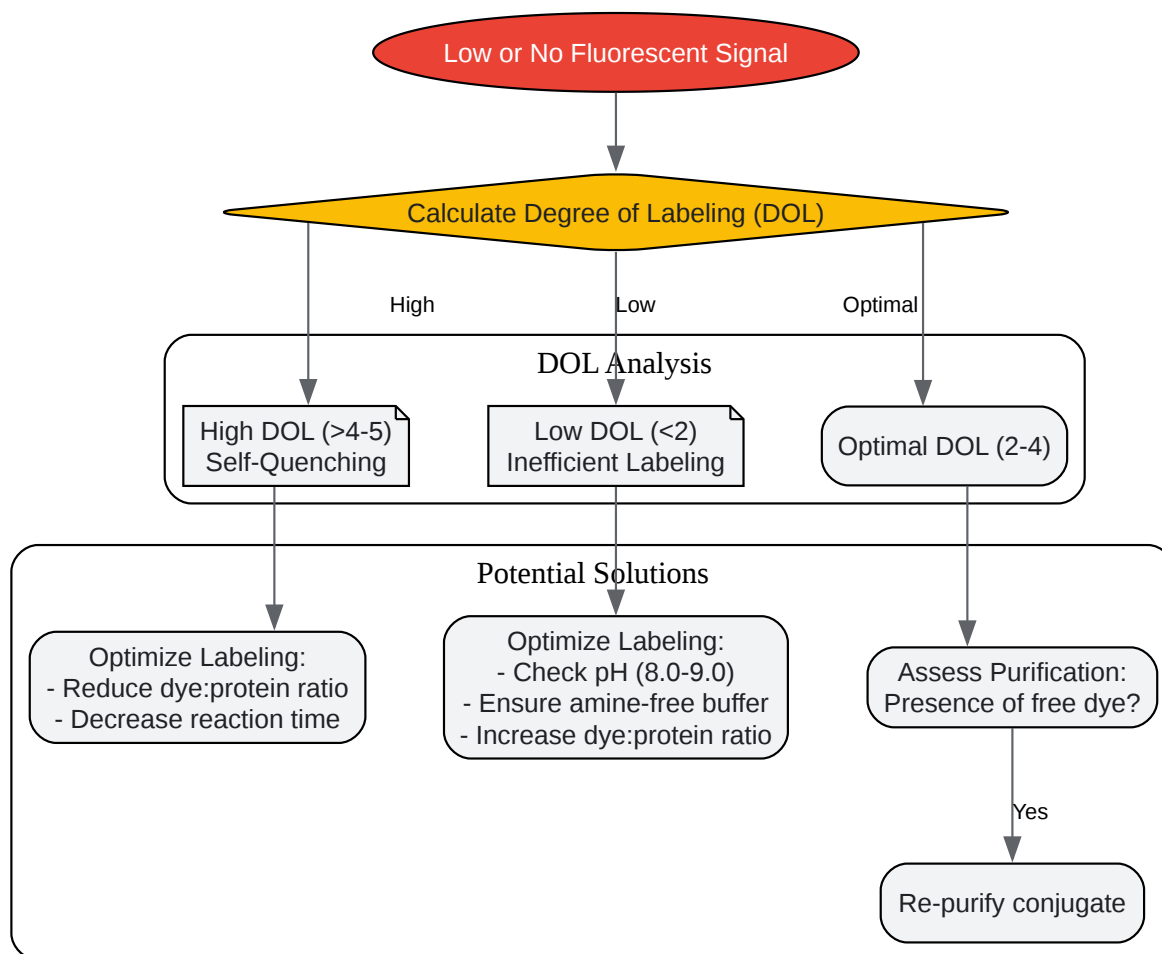 Low or No Fluorescent Signal
Calculate Degree of Labeling (DOL)
High
Low
Optimal
DOL Analysis
High DOL (>4-5)
Self-Quenching
Low DOL (<2)
Inefficient Labeling
Optimal DOL (2-4)
Potential Solutions
Optimize Labeling:
- Reduce dye:protein ratio
- Decrease reaction time
Optimize Labeling:
- Check pH (8.0-9.0)
- Ensure amine-free buffer
- Increase dye:protein ratio
Assess Purification:
Presence of free dye?
Yes
Re-purify conjugate